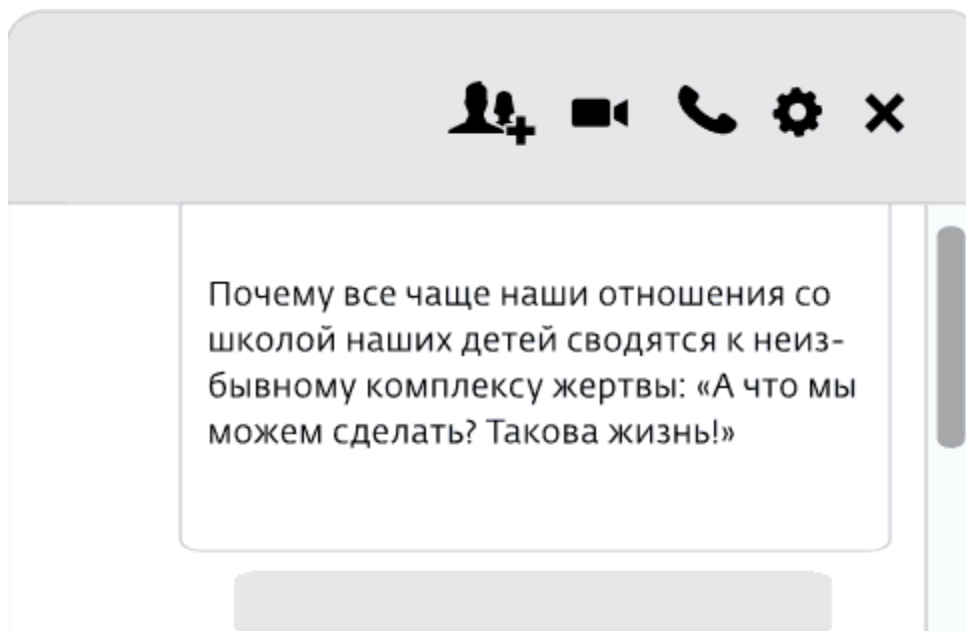 Почему все чаще наши отношения со
школой наших детей сводятся к неиз-
бывному комплексу жертвы: «А что мы
можем сделать? Такова жизнь!»